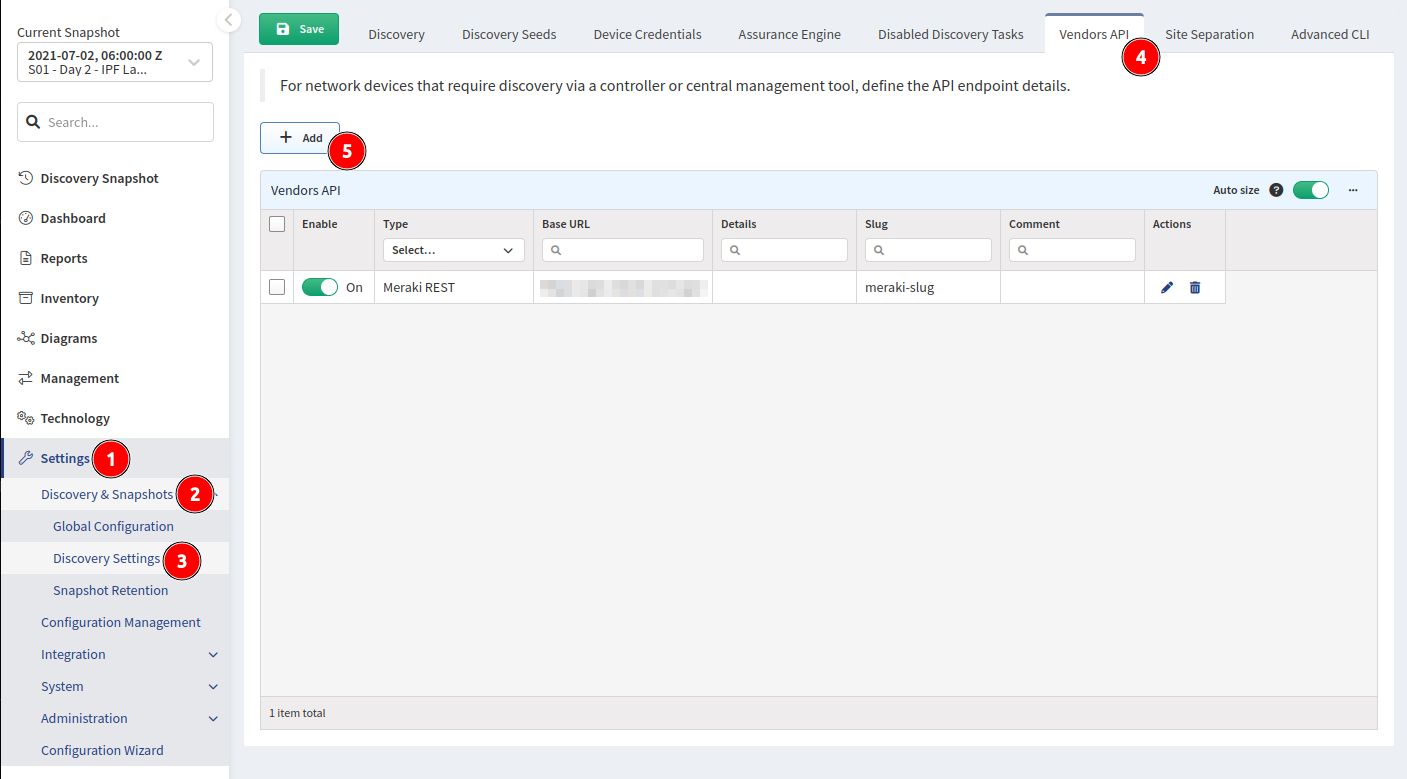 Current Snapshot
2021-07-02, 06:00:00 Z
S01 - Day 2 - IPF La...
Search...
Discovery Snapshot
Dashboard
Reports
Inventory
Diagrams
Management
Technology
Settings 1
Discovery & Snapshots 2
Global Configuration
Discovery Settings 3
Snapshot Retention
Configuration Management
Integration
System
Administration
Configuration Wizard
Save Discovery Discovery Seeds Device Credentials Assurance Engine Disabled Discovery Tasks Vendors API 4 Site Separation Advanced CLI
For network devices that require discovery via a controller or central management tool, define the API endpoint details.
+ Add 5
Vendors API Auto size ? ...
Enable Type Base URL Details Slug Comment Actions
Select...
On Meraki REST meraki-slug
1 item total